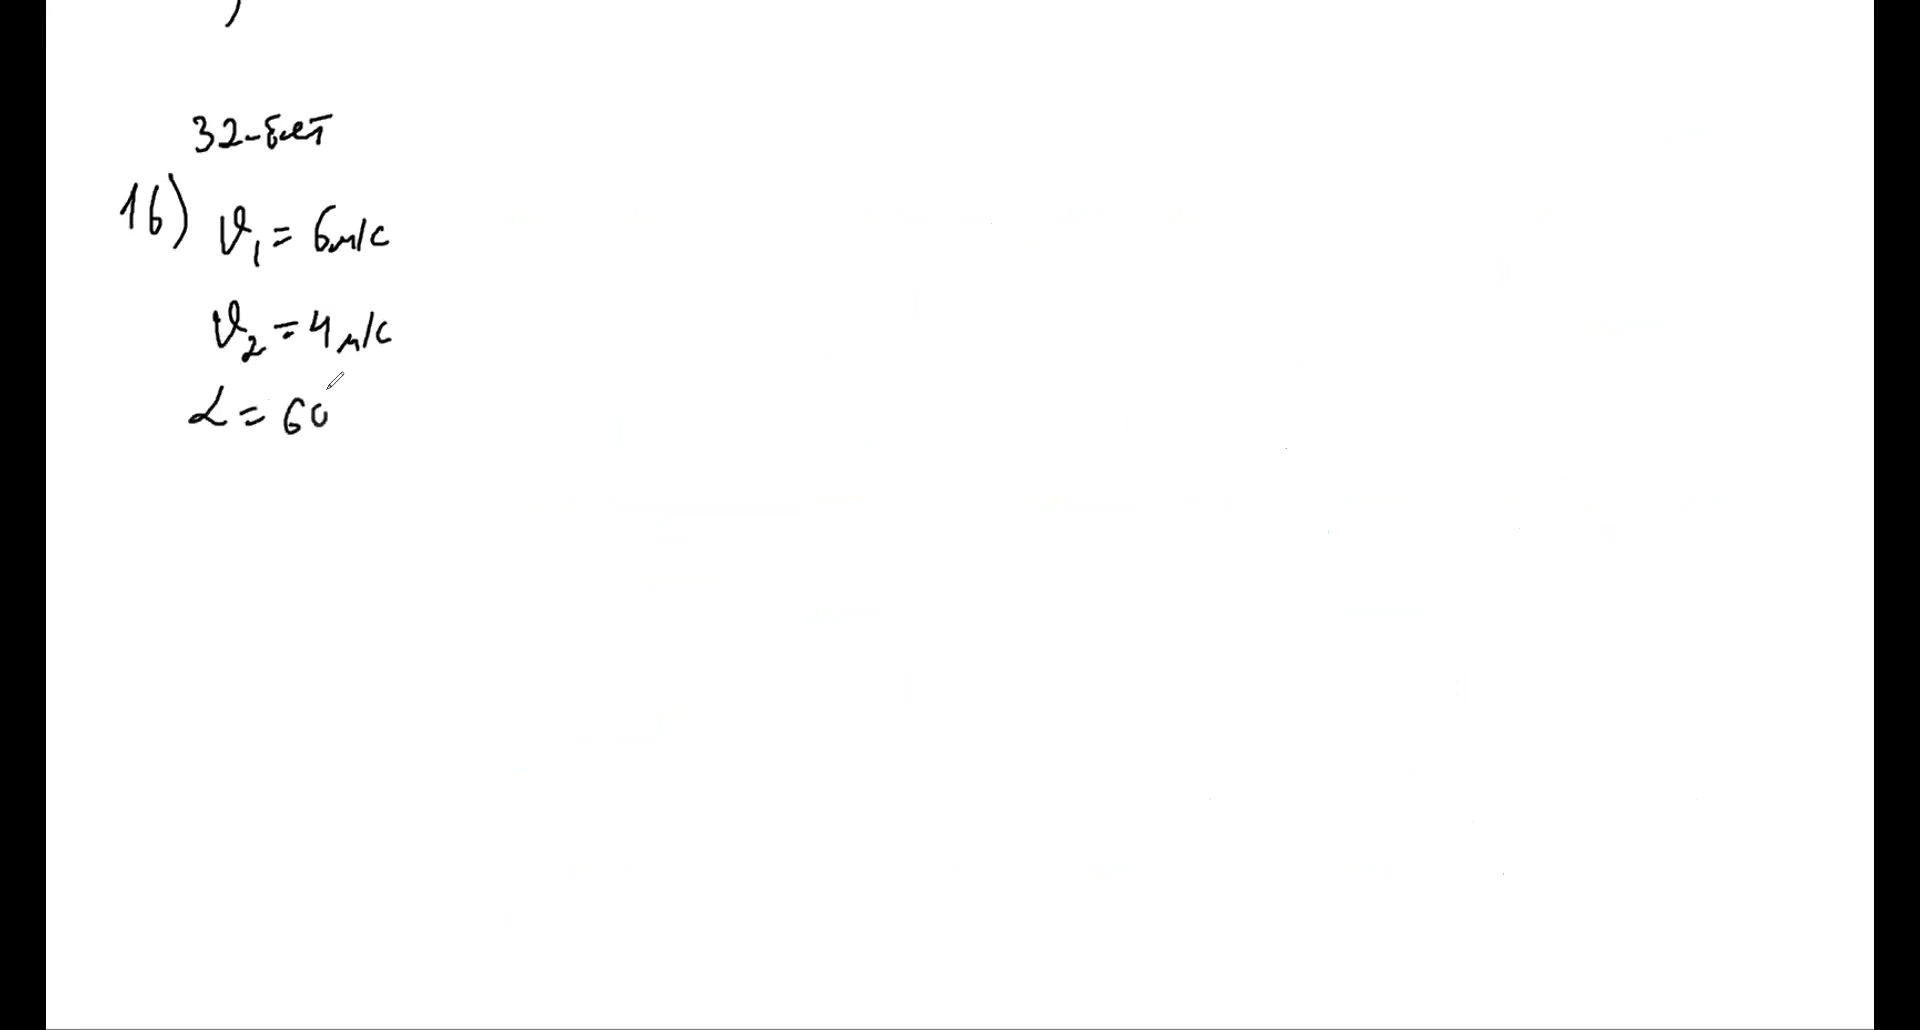 32-бет
16) ϑ₁ = 6м/с
ϑ₂ = 4м/с
α = 60